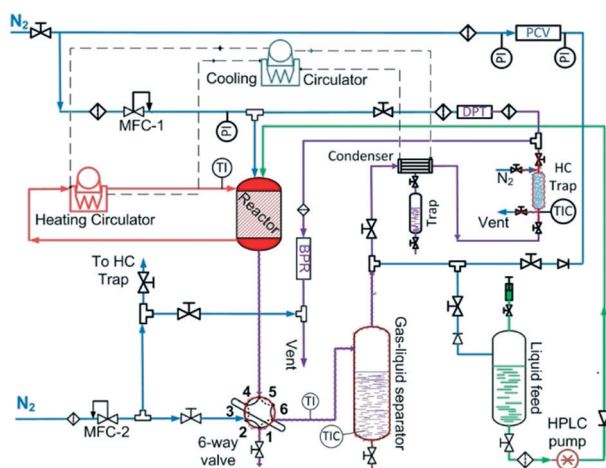 N₂
PCV
PI
PI
Cooling
Circulator
MFC-1
PI
DPT
Condenser
TI
HC
Trap
N₂
Vent
TIC
Heating Circulator
Reactor
Trap
To HC
Trap
BPR
Vent
Gas-liquid separator
Liquid feed
4
5
3
6
2
1
TI
N₂
MFC-2
6-way
valve
TIC
HPLC
pump